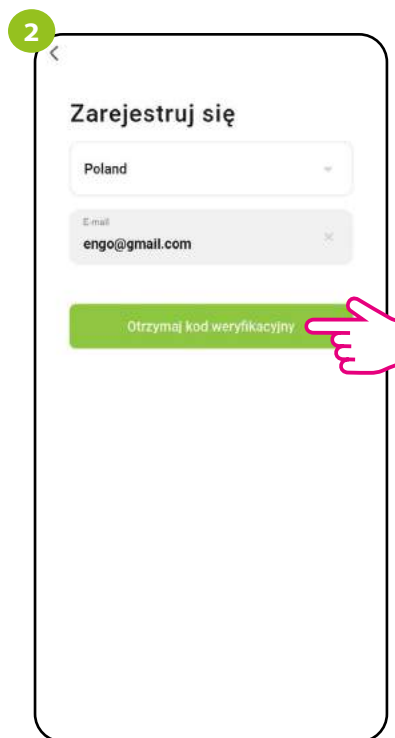 2
Zarejestruj się
Poland
E-mail
engo@gmail.com
Otrzymaj kod weryfikacyjny